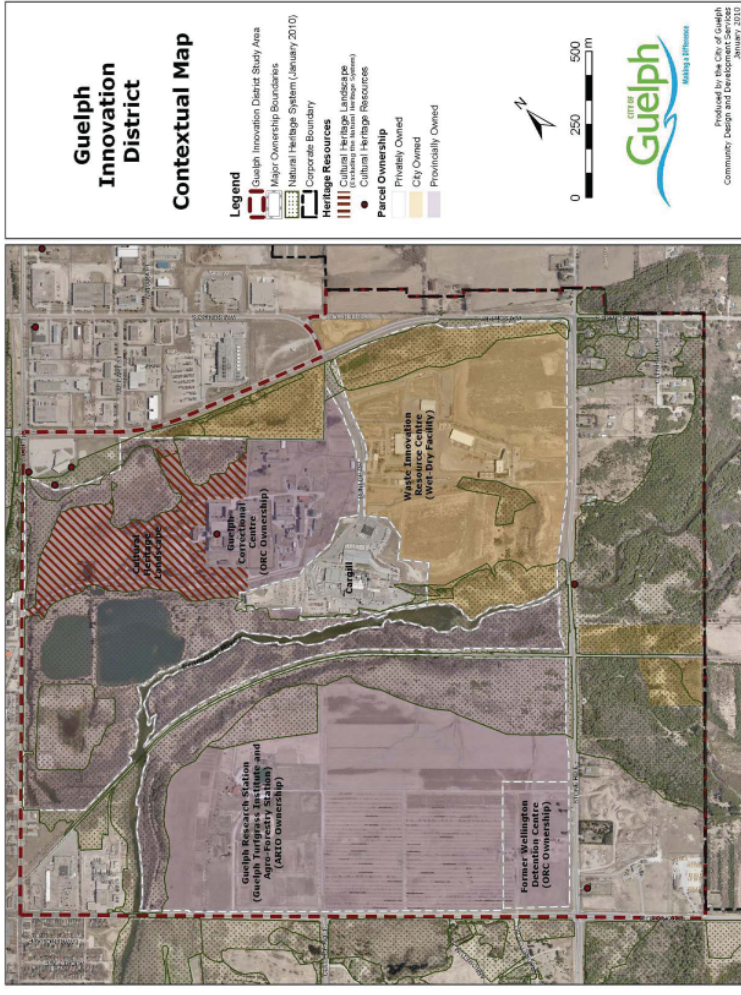 Guelph
Innovation
District
Contextual Map
Legend
Guelph Innovation District Study Area
Major Ownership Boundaries
Natural Heritage System (January 2010)
Corporate Boundary
Heritage Resources
Cultural Heritage Landscape
(Excluding the Natural Heritage System)
Cultural Heritage Resources
Parcel Ownership
Privately Owned
City Owned
Provincially Owned
0 250 500
m
CITY OF
Guelph
Making a Difference
Produced by the City of Guelph
Community Design and Development Services
January 2010
Cultural
Heritage
Landscape
Guelph
Correctional
Centre
(ORC Ownership)
Cargill
Waste Innovation
Resource Centre
(Wet-Dry Facility)
Guelph Research Station
(Guelph Turfgrass Institute and
Agro-Forestry Station)
(ARIO Ownership)
Former Wellington
Detention Centre
(ORC Ownership)